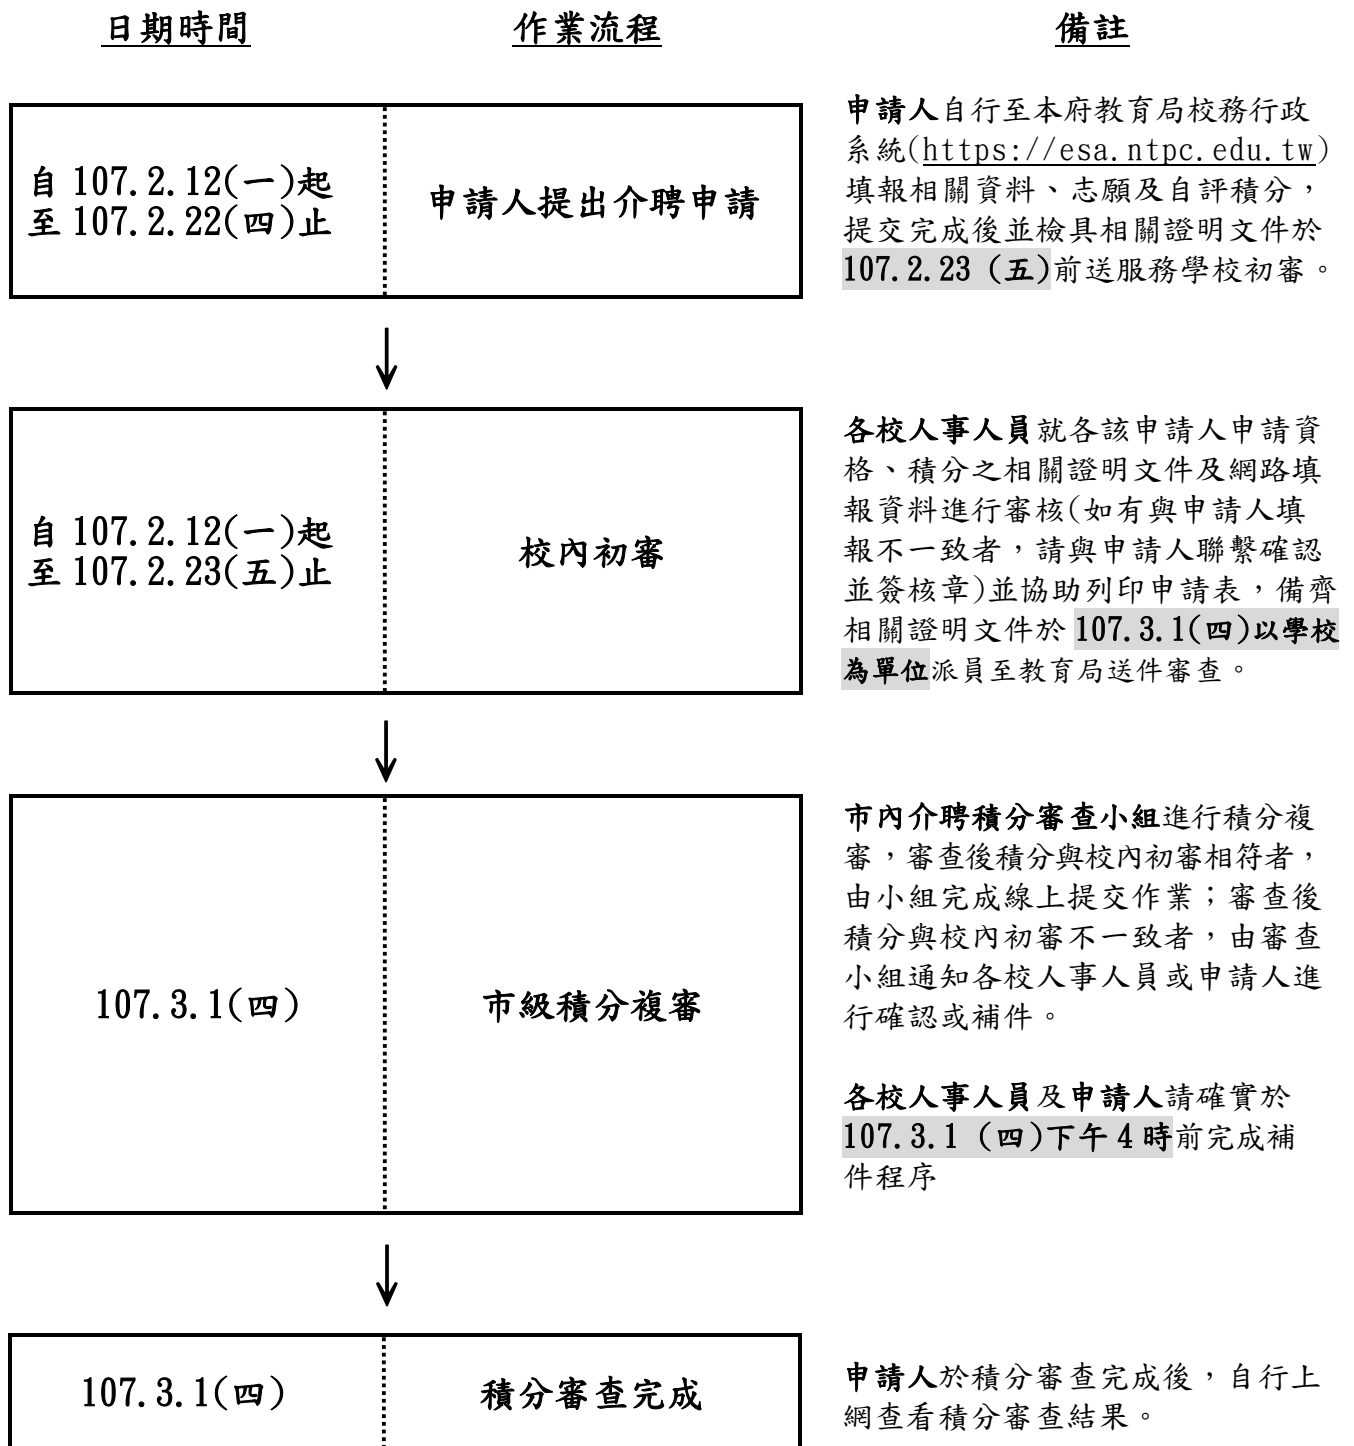 日期時間
作業流程
備註
自 107.2.12(一)起
至 107.2.22(四)止
申請人提出介聘申請
申請人自行至本府教育局校務行政
系統(https://esa.ntpc.edu.tw)
填報相關資料、志願及自評積分，
提交完成後並檢具相關證明文件於
107.2.23 (五)前送服務學校初審。
自 107.2.12(一)起
至 107.2.23(五)止
校內初審
各校人事人員就各該申請人申請資
格、積分之相關證明文件及網路填
報資料進行審核(如有與申請人填
報不一致者，請與申請人聯繫確認
並簽核章)並協助列印申請表，備齊
相關證明文件於 107.3.1(四)以學校
為單位派員至教育局送件審查。
107.3.1(四)
市級積分複審
市內介聘積分審查小組進行積分複
審，審查後積分與校內初審相符者，
由小組完成線上提交作業；審查後
積分與校內初審不一致者，由審查
小組通知各校人事人員或申請人進
行確認或補件。
各校人事人員及申請人請確實於
107.3.1 (四)下午 4 時前完成補
件程序
107.3.1(四)
積分審查完成
申請人於積分審查完成後，自行上
網查看積分審查結果。